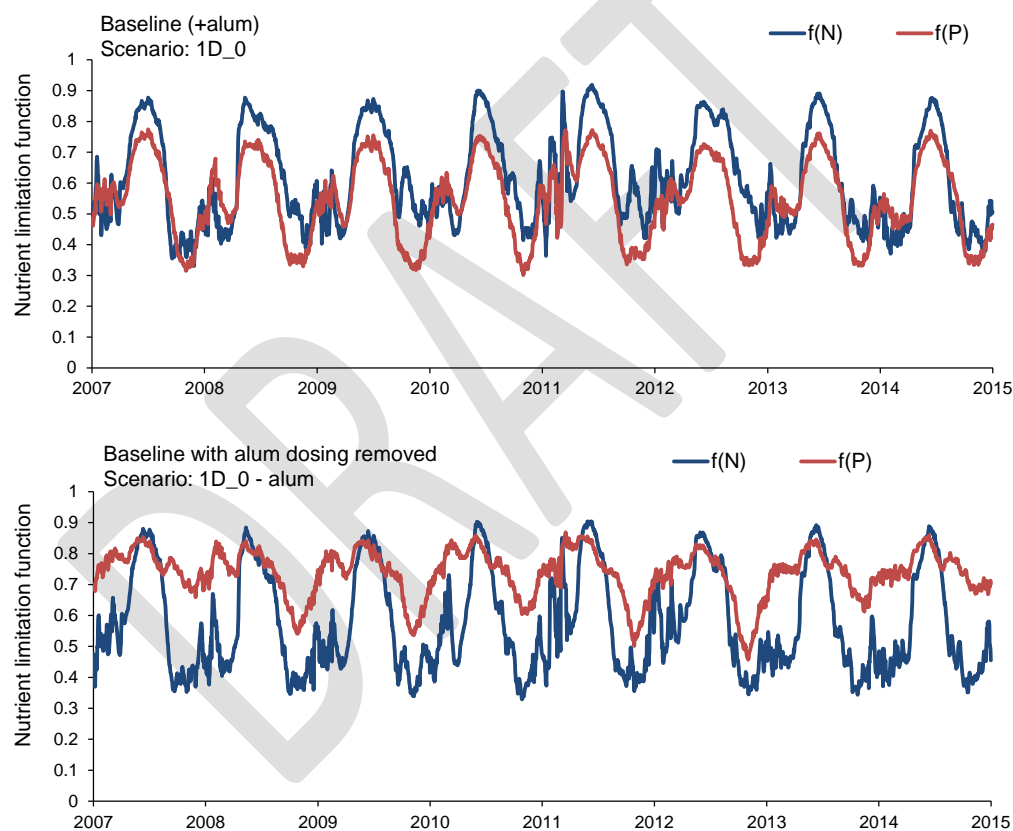 Baseline (+alum)
Scenario: 1D_0
f(N)
f(P)
Nutrient limitation function
1
0.9
0.8
0.7
0.6
0.5
0.4
0.3
0.2
0.1
0
2007 2008 2009 2010 2011 2012 2013 2014 2015
Baseline with alum dosing removed
Scenario: 1D_0 - alum
f(N)
f(P)
Nutrient limitation function
1
0.9
0.8
0.7
0.6
0.5
0.4
0.3
0.2
0.1
0
2007 2008 2009 2010 2011 2012 2013 2014 2015
DRAFT